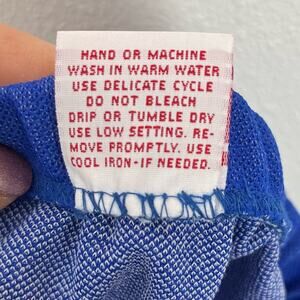 HAND OR MACHINE
WASH IN WARM WATER
USE DELICATE CYCLE
DO NOT BLEACH
DRIP OR TUMBLE DRY
USE LOW SETTING. RE-
MOVE PROMPTLY. USE
COOL IRON-IF NEEDED.